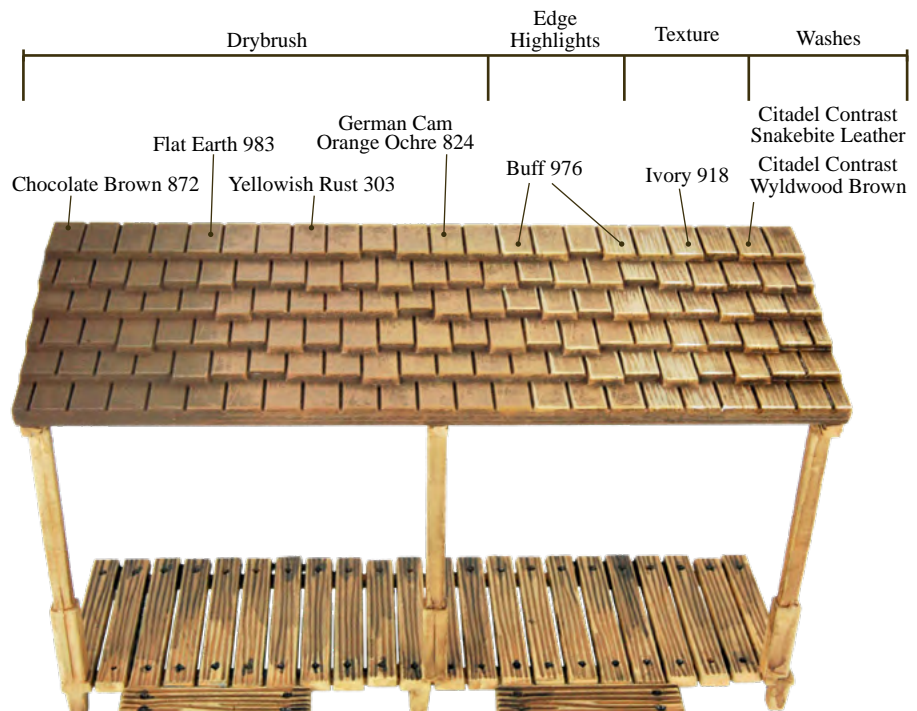 Drybrush
Edge
Highlights
Texture
Washes
Chocolate Brown 872
Flat Earth 983
Yellowish Rust 303
German Cam
Orange Ochre 824
Buff 976
Ivory 918
Citadel Contrast
Snakebite Leather
Citadel Contrast
Wyldwood Brown